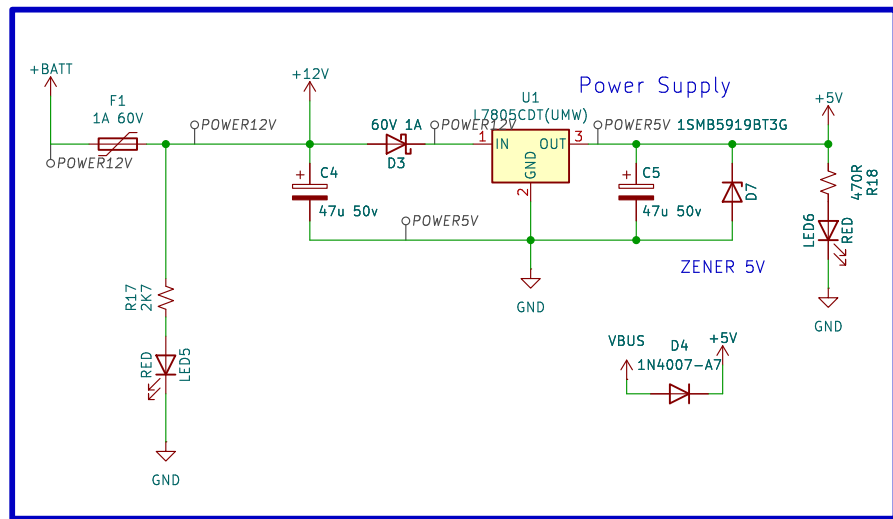 Power Supply
+BATT
F1
1A 60V
POWER12V
POWER12V
+12V
C4
+
47u 50v
60V 1A
D3
POWER12V
U1
L7805CDT(UMW)
1
IN
OUT
3
GND
2
POWER5V
POWER5V
1SMB5919BT3G
C5
+
47u 50v
D7
ZENER 5V
+5V
470R
R18
LED6
RED
GND
GND
R17
2K7
RED
LED5
GND
VBUS
D4
1N4007-A7
+5V